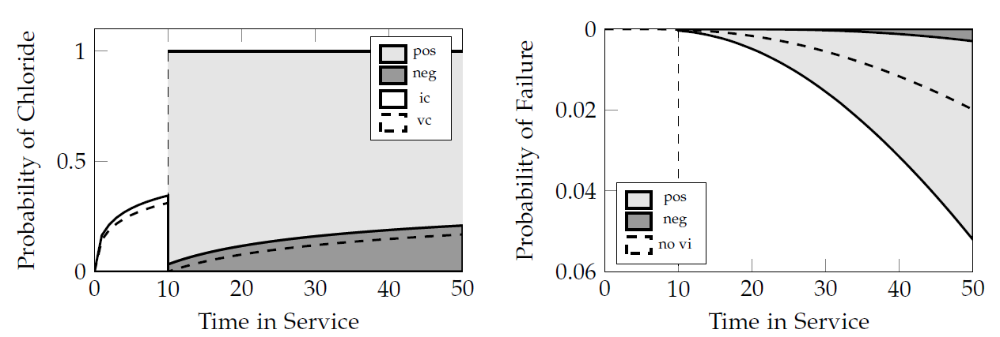 Probability of Chloride
1
0.5
0
0
10
20
30
40
50
Time in Service
pos
neg
ic
vc
Probability of Failure
0
0.02
0.04
0.06
0
10
20
30
40
50
Time in Service
pos
neg
no vi